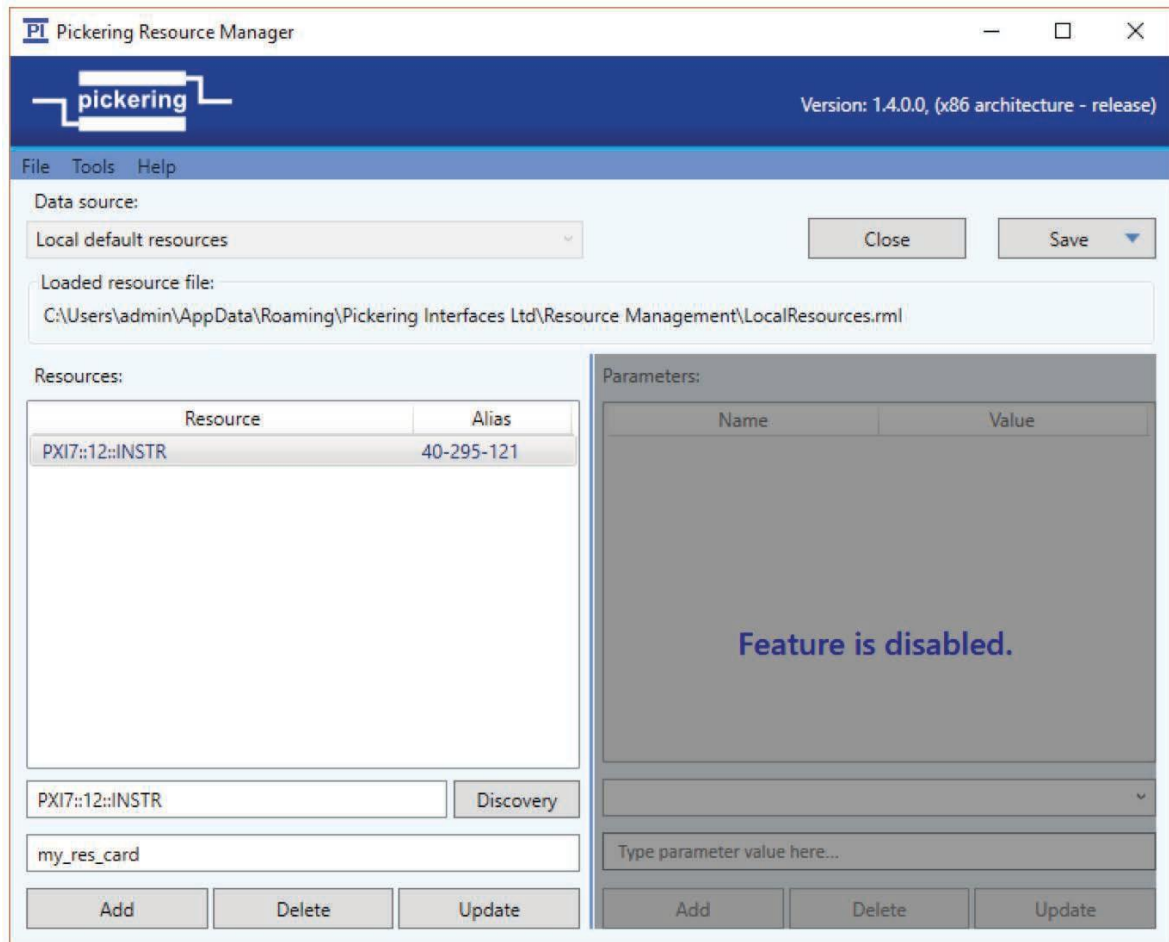 PI Pickering Resource Manager
pickering
Version: 1.4.0.0, (x86 architecture - release)
File Tools Help
Data source:
Local default resources
Close
Save
Loaded resource file:
C:\Users\admin\AppData\Roaming\Pickering Interfaces Ltd\Resource Management\LocalResources.rml
Resources:
Resource Alias
PXI7::12::INSTR 40-295-121
PXI7::12::INSTR
Discovery
my_res_card
Add Delete Update
Parameters:
Name Value
Feature is disabled.
Type parameter value here...
Add Delete Update